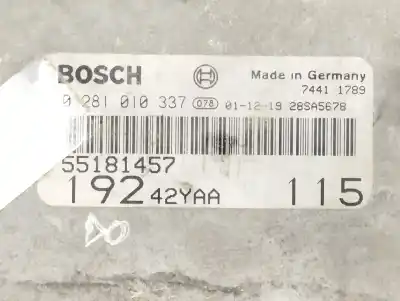 BOSCH Made in Germany
7441 1789
0 281 010 337 078 01-12-19 28SA5678
55181457
192 42YAA 115